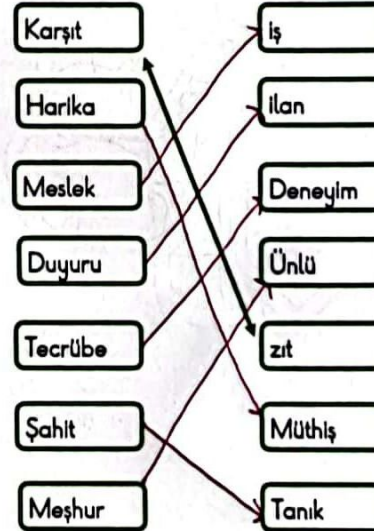 Karşıt
iş
Harika
ilan
Meslek
Deneyim
Duyuru
Ünlü
Tecrübe
zıt
Şahit
Müthiş
Meşhur
Tanık